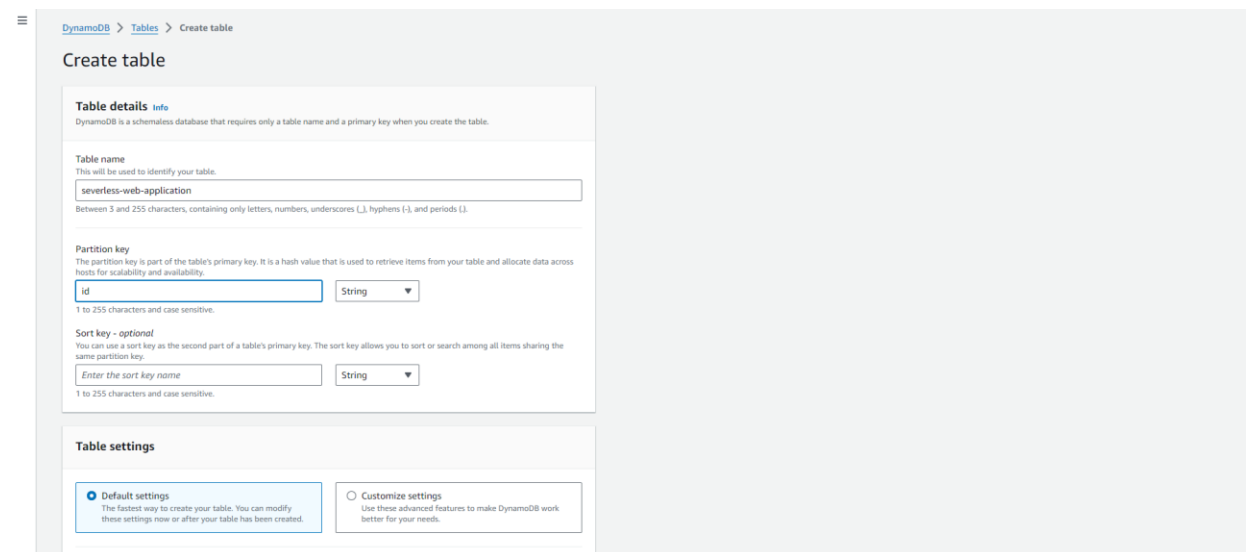 DynamoDB > Tables > Create table
Create table
Table details Info
DynamoDB is a schemaless database that requires only a table name and a primary key when you create the table.
Table name
This will be used to identify your table.
severless-web-application
Between 3 and 255 characters, containing only letters, numbers, underscores (_), hyphens (-), and periods (.).
Partition key
The partition key is part of the table's primary key. It is a hash value that is used to retrieve items from your table and allocate data across
hosts for scalability and availability.
id String
1 to 255 characters and case sensitive.
Sort key - optional
You can use a sort key as the second part of a table's primary key. The sort key allows you to sort or search among all items sharing the
same partition key.
Enter the sort key name String
1 to 255 characters and case sensitive.
Table settings
Default settings
The fastest way to create your table. You can modify
these settings now or after your table has been created.
Customize settings
Use these advanced features to make DynamoDB work
better for your needs.